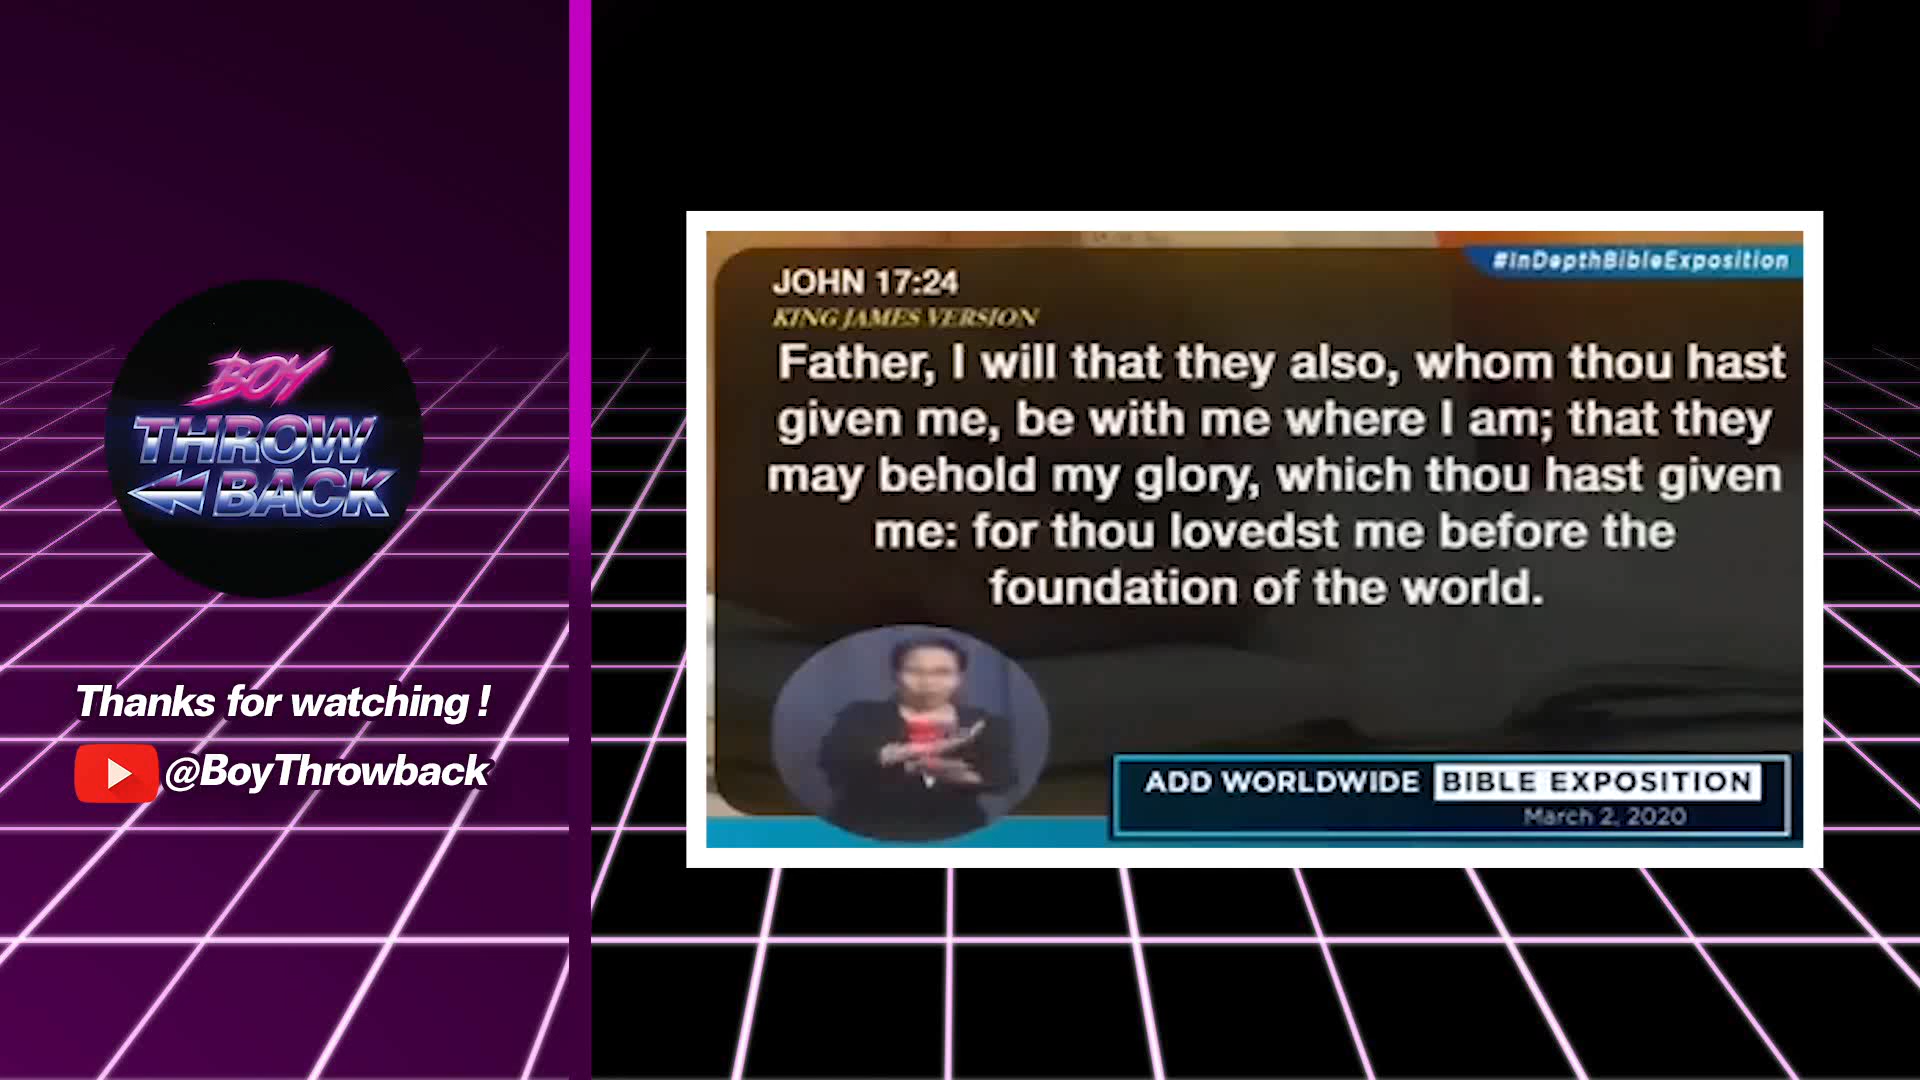 BOY
THROW
BACK
Thanks for watching !
@BoyThrowback
#InDepthBibleExposition
JOHN 17:24
KING JAMES VERSION
Father, I will that they also, whom thou hast
given me, be with me where I am; that they
may behold my glory, which thou hast given
me: for thou lovedst me before the
foundation of the world.
ADD WORLDWIDE BIBLE EXPOSITION
March 2, 2020